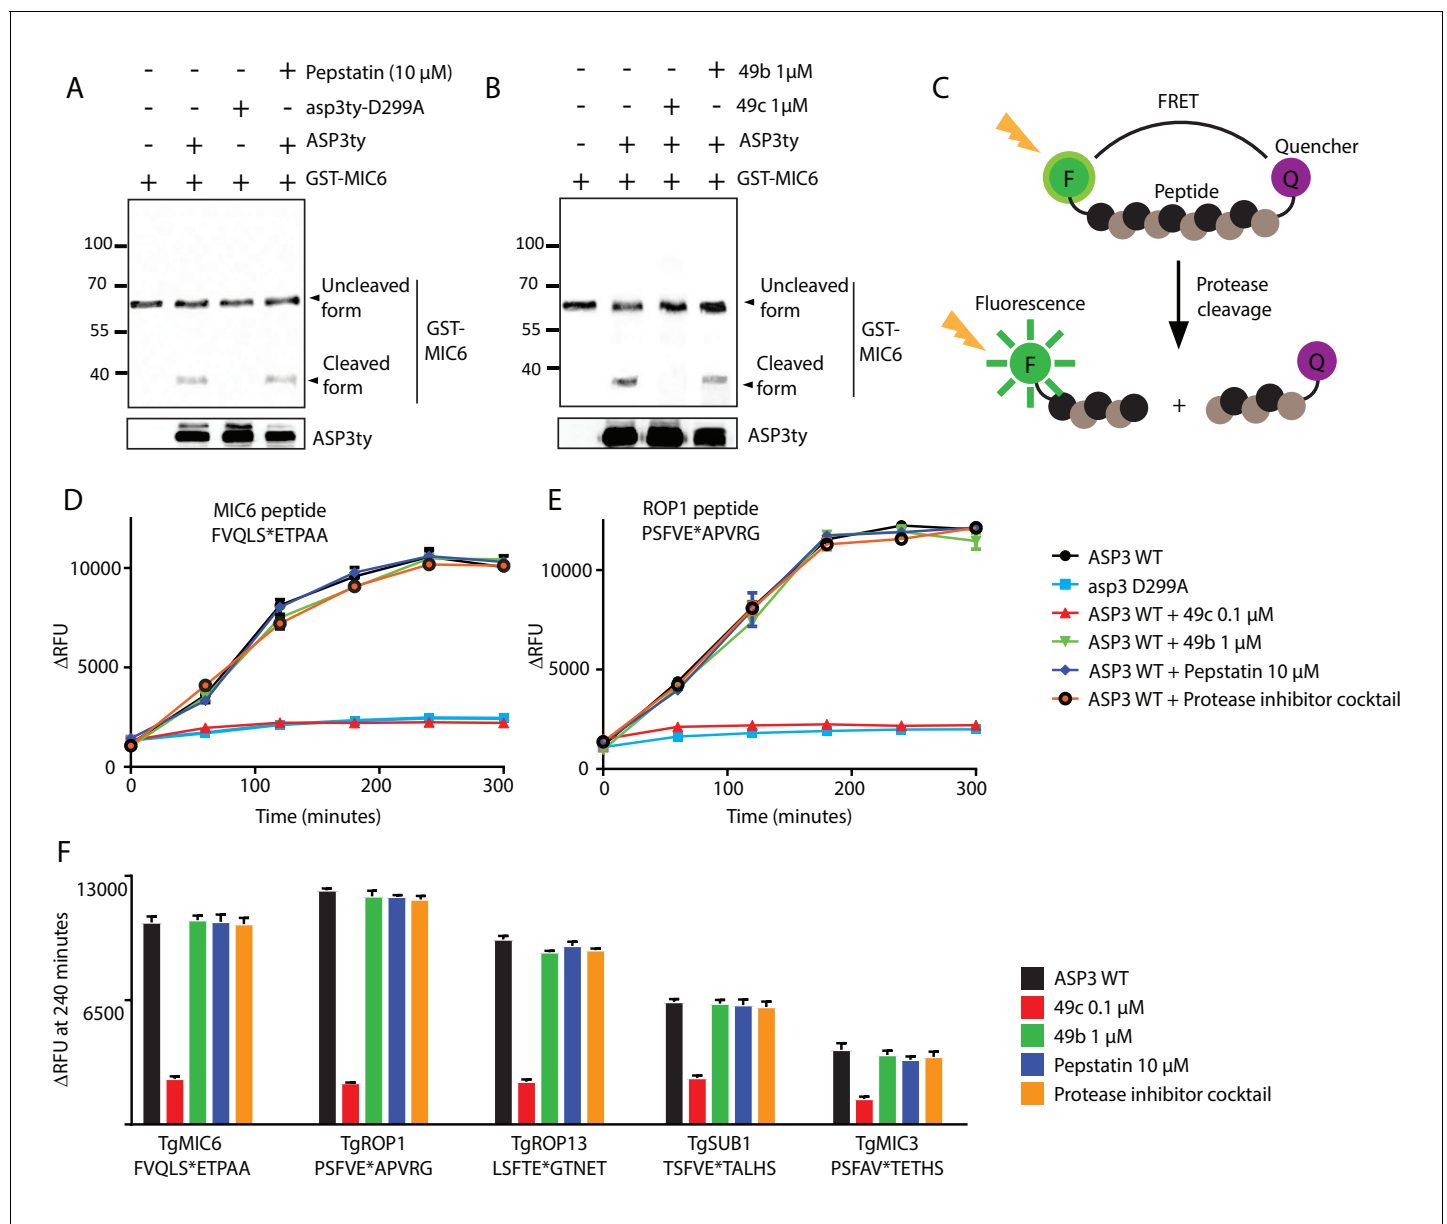 A
- - - + Pepstatin (10 µM)
- - + - asp3ty-D299A
- + - + ASP3ty
+ + + + GST-MIC6
100
70
55
40
Uncleaved
form
Cleaved
form
GST-
MIC6
ASP3ty
B
- - - + 49b 1µM
- - + - 49c 1µM
- + + + ASP3ty
+ + + + GST-MIC6
100
70
55
40
Uncleaved
form
Cleaved
form
GST-
MIC6
ASP3ty
C
FRET
Quencher
F
Q
Peptide
Protease
cleavage
Fluorescence
F
Q
+
D
MIC6 peptide
FVQLS*ETPAA
ΔRFU
10000
5000
0
0 100 200 300
Time (minutes)
E
ROP1 peptide
PSFVE*APVRG
ΔRFU
10000
5000
0
0 100 200 300
Time (minutes)
ASP3 WT
asp3 D299A
ASP3 WT + 49c 0.1 µM
ASP3 WT + 49b 1 µM
ASP3 WT + Pepstatin 10 µM
ASP3 WT + Protease inhibitor cocktail
F
ΔRFU at 240 minutes
13000
6500
TgMIC6
FVQLS*ETPAA
TgROP1
PSFVE*APVRG
TgROP13
LSFTE*GTNET
TgSUB1
TSFVE*TALHS
TgMIC3
PSFAV*TETHS
ASP3 WT
49c 0.1 µM
49b 1 µM
Pepstatin 10 µM
Protease inhibitor cocktail